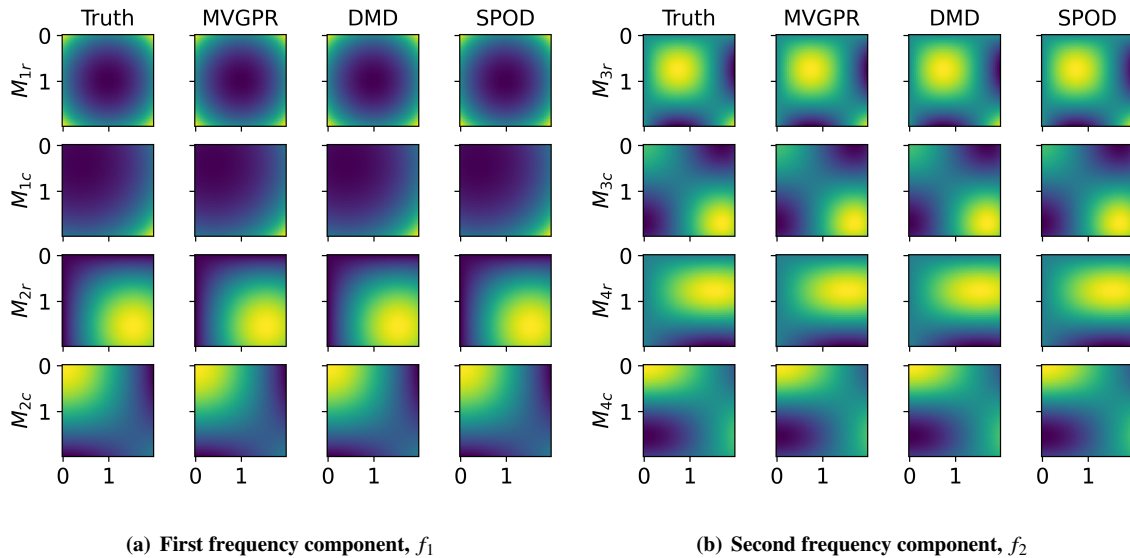 Truth MVGPR DMD SPOD
0
1
M1r
0
1
M1c
0
1
M2r
0
1
M2c
0 1 0 1 0 1 0 1
(a) First frequency component, f1
Truth MVGPR DMD SPOD
0
1
M3r
0
1
M3c
0
1
M4r
0
1
M4c
0 1 0 1 0 1 0 1
(b) Second frequency component, f2